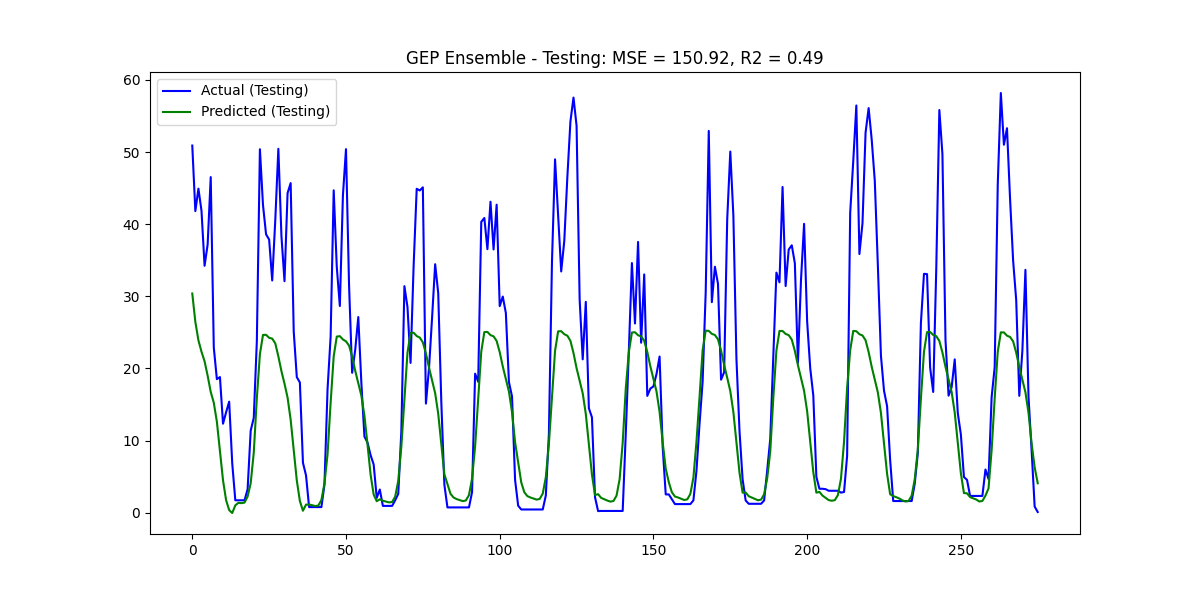 GEP Ensemble - Testing: MSE = 150.92, R2 = 0.49
Actual (Testing)
Predicted (Testing)
60
50
40
30
20
10
0
0 50 100 150 200 250